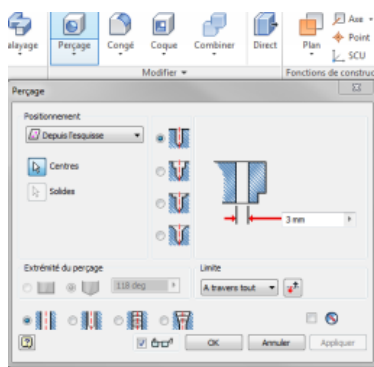 alayage Perçage Congé Coque Combiner Direct Plan Axe
Point
SCU
Modifier Fonctions de construc
Perçage
Positionnement
Depuis l'esquisse
Centres
Solides
3 mm
Extrémité du perçage Limite
118 deg A travers tout
OK Annuler Appliquer